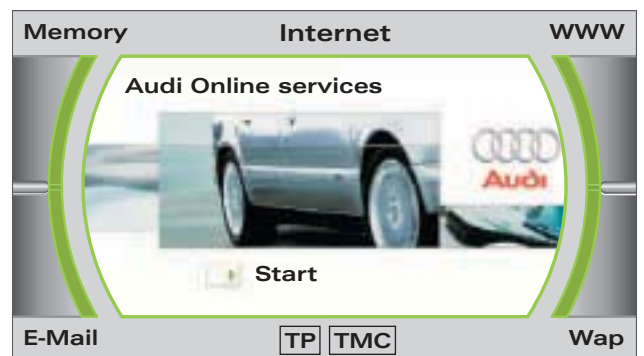 Memory Internet WWW
Audi Online services
Audi
Start
E-Mail TP TMC Wap